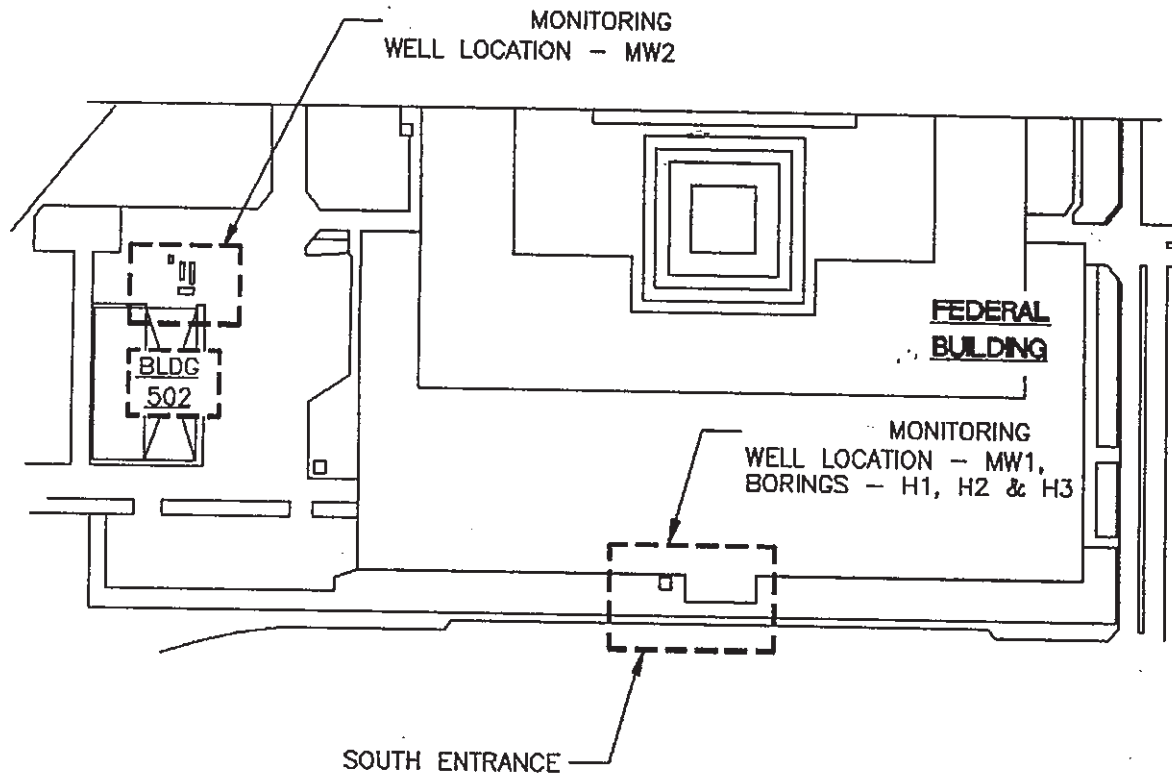 MONITORING
WELL LOCATION - MW2
FEDERAL
BUILDING
BLDG
502
MONITORING
WELL LOCATION - MW1,
BORINGS - H1, H2 & H3
SOUTH ENTRANCE